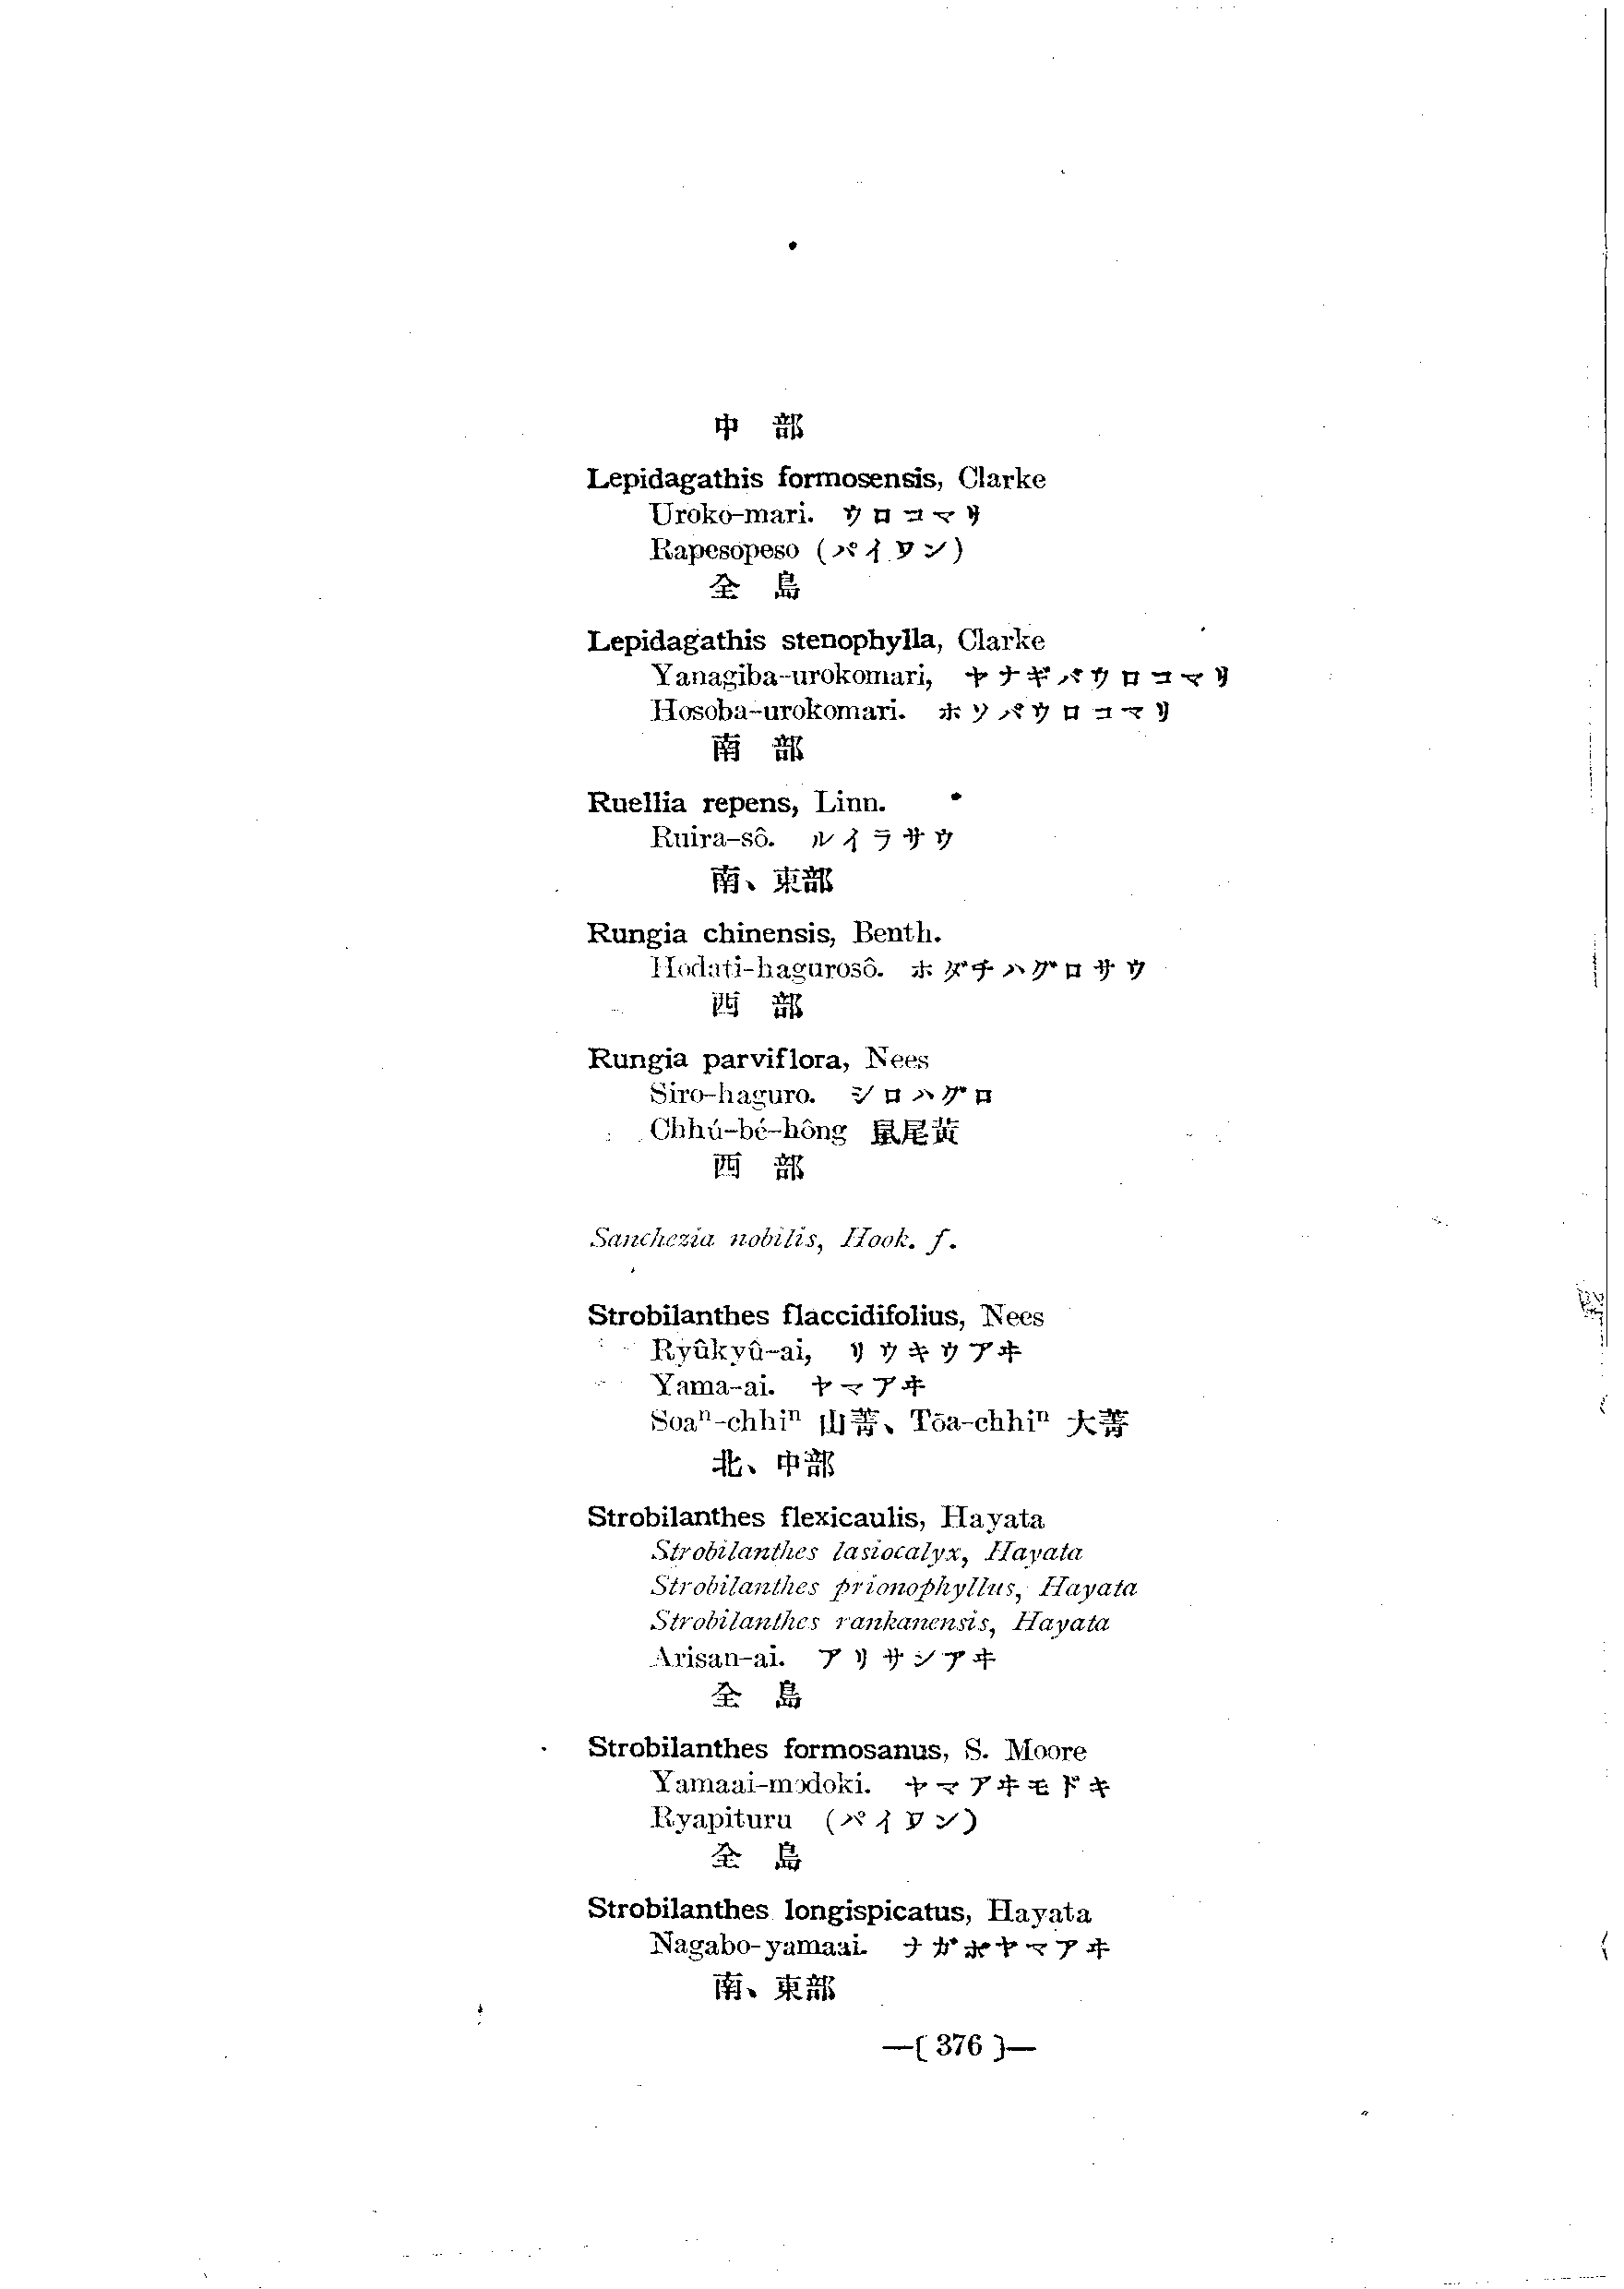 中 部
Lepidagathis formosensis, Clarke
Uroko-mari. ウロコマリ
Rapesopeso (パイワン)
全 島
Lepidagathis stenophylla, Clarke
Yanagiba-urokomari, ヤナギバウロコマリ
Hosoba-urokomari. ホソバウロコマリ
南 部
Ruellia repens, Linn.
Ruira-sô. ルイラサウ
南、東部
Rungia chinensis, Benth.
Hodati-hagurosô. ホダチハグロサウ
西 部
Rungia parviflora, Nees
Siro-haguro. シロハグロ
Chhú-bé-hông 鼠尾黄
西 部
Sanchezia nobilis, Hook. f.
Strobilanthes flaccidifolius, Nees
Ryûkyû-ai, リウキウアヰ
Yama-ai. ヤマアヰ
Soaⁿ-chhiⁿ 山菁、Tōa-chhiⁿ 大菁
北、中部
Strobilanthes flexicaulis, Hayata
Strobilanthes lasiocalyx, Hayata
Strobilanthes prionophyllus, Hayata
Strobilanthes rankanensis, Hayata
Arisan-ai. アリサンアヰ
全 島
Strobilanthes formosanus, S. Moore
Yamaai-modoki. ヤマアヰモドキ
Ryapituru (パイワン)
全 島
Strobilanthes longispicatus, Hayata
Nagabo-yamaai. ナガボヤマアヰ
南、東部
—( 376 )—